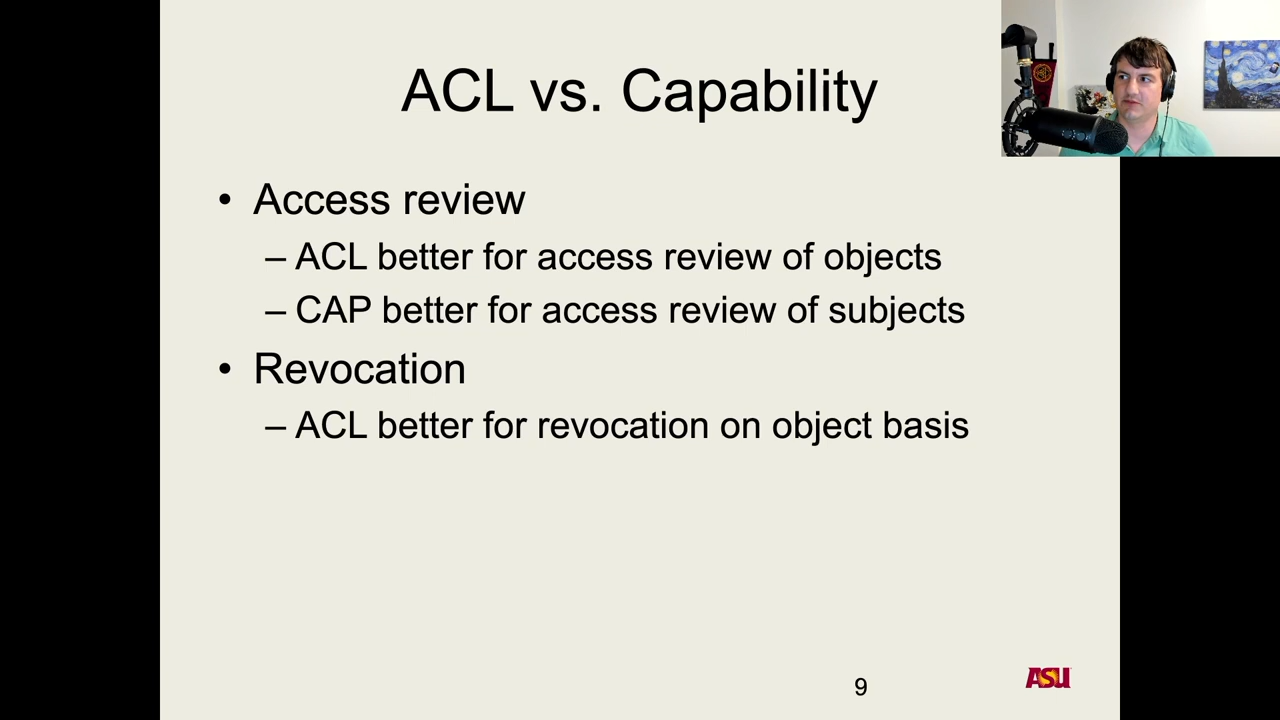 ACL vs. Capability
• Access review
– ACL better for access review of objects
– CAP better for access review of subjects
• Revocation
– ACL better for revocation on object basis
9
ASU